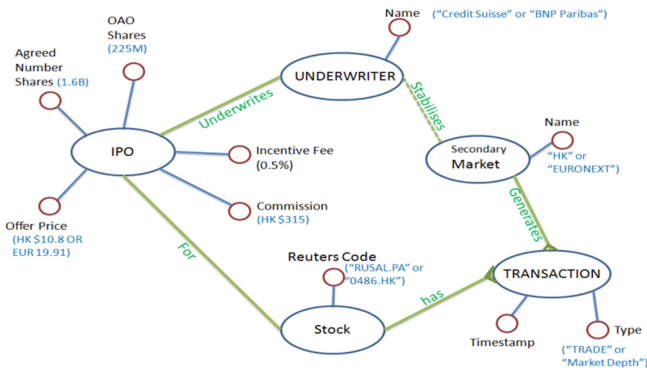 Name ("Credit Suisse" or "BNP Paribas")
OAO
Shares
(225M)
Agreed
Number
Shares (1.6B)
UNDERWRITER
Underwrites
Stabilises
Name
("HK" or
"EURONEXT")
Secondary
Market
IPO
Incentive Fee
(0.5%)
Commission
(HK $315)
Offer Price
(HK $10.8 OR
EUR 19.91)
For
Generates
Reuters Code
("RUSAL.PA" or
"0486.HK")
TRANSACTION
has
Stock
Timestamp
Type
("TRADE" or
"Market Depth")